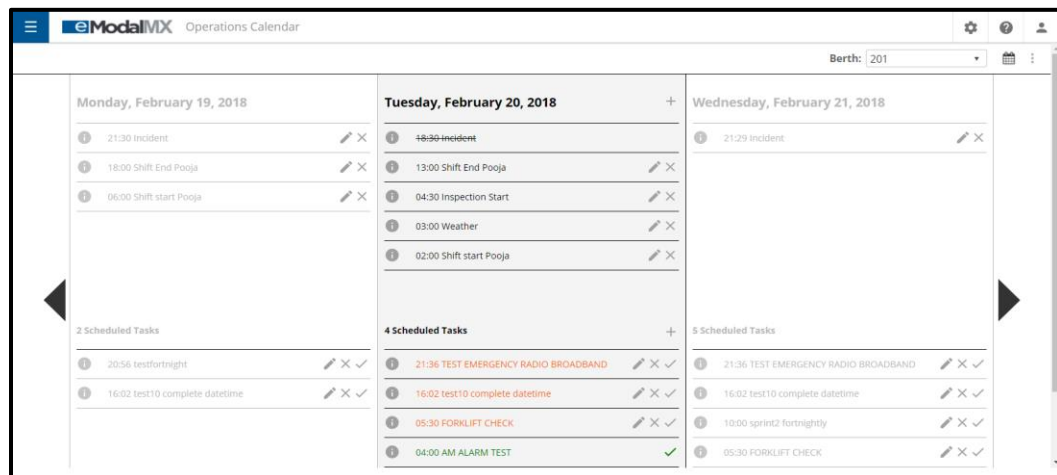 eModalMX Operations Calendar
Berth: 201
Monday, February 19, 2018
21:30 Incident
18:00 Shift End Pooja
06:00 Shift start Pooja
2 Scheduled Tasks
20:56 testfortnight
16:02 test10 complete datetime
Tuesday, February 20, 2018
18:30 Incident
13:00 Shift End Pooja
04:30 Inspection Start
03:00 Weather
02:00 Shift start Pooja
4 Scheduled Tasks
21:36 TEST EMERGENCY RADIO BROADBAND
16:02 test10 complete datetime
05:30 FORKLIFT CHECK
04:00 AM ALARM TEST
Wednesday, February 21, 2018
21:29 Incident
5 Scheduled Tasks
21:36 TEST EMERGENCY RADIO BROADBAND
16:02 test10 complete datetime
10:00 sprint2 fortnightly
05:30 FORKLIFT CHECK